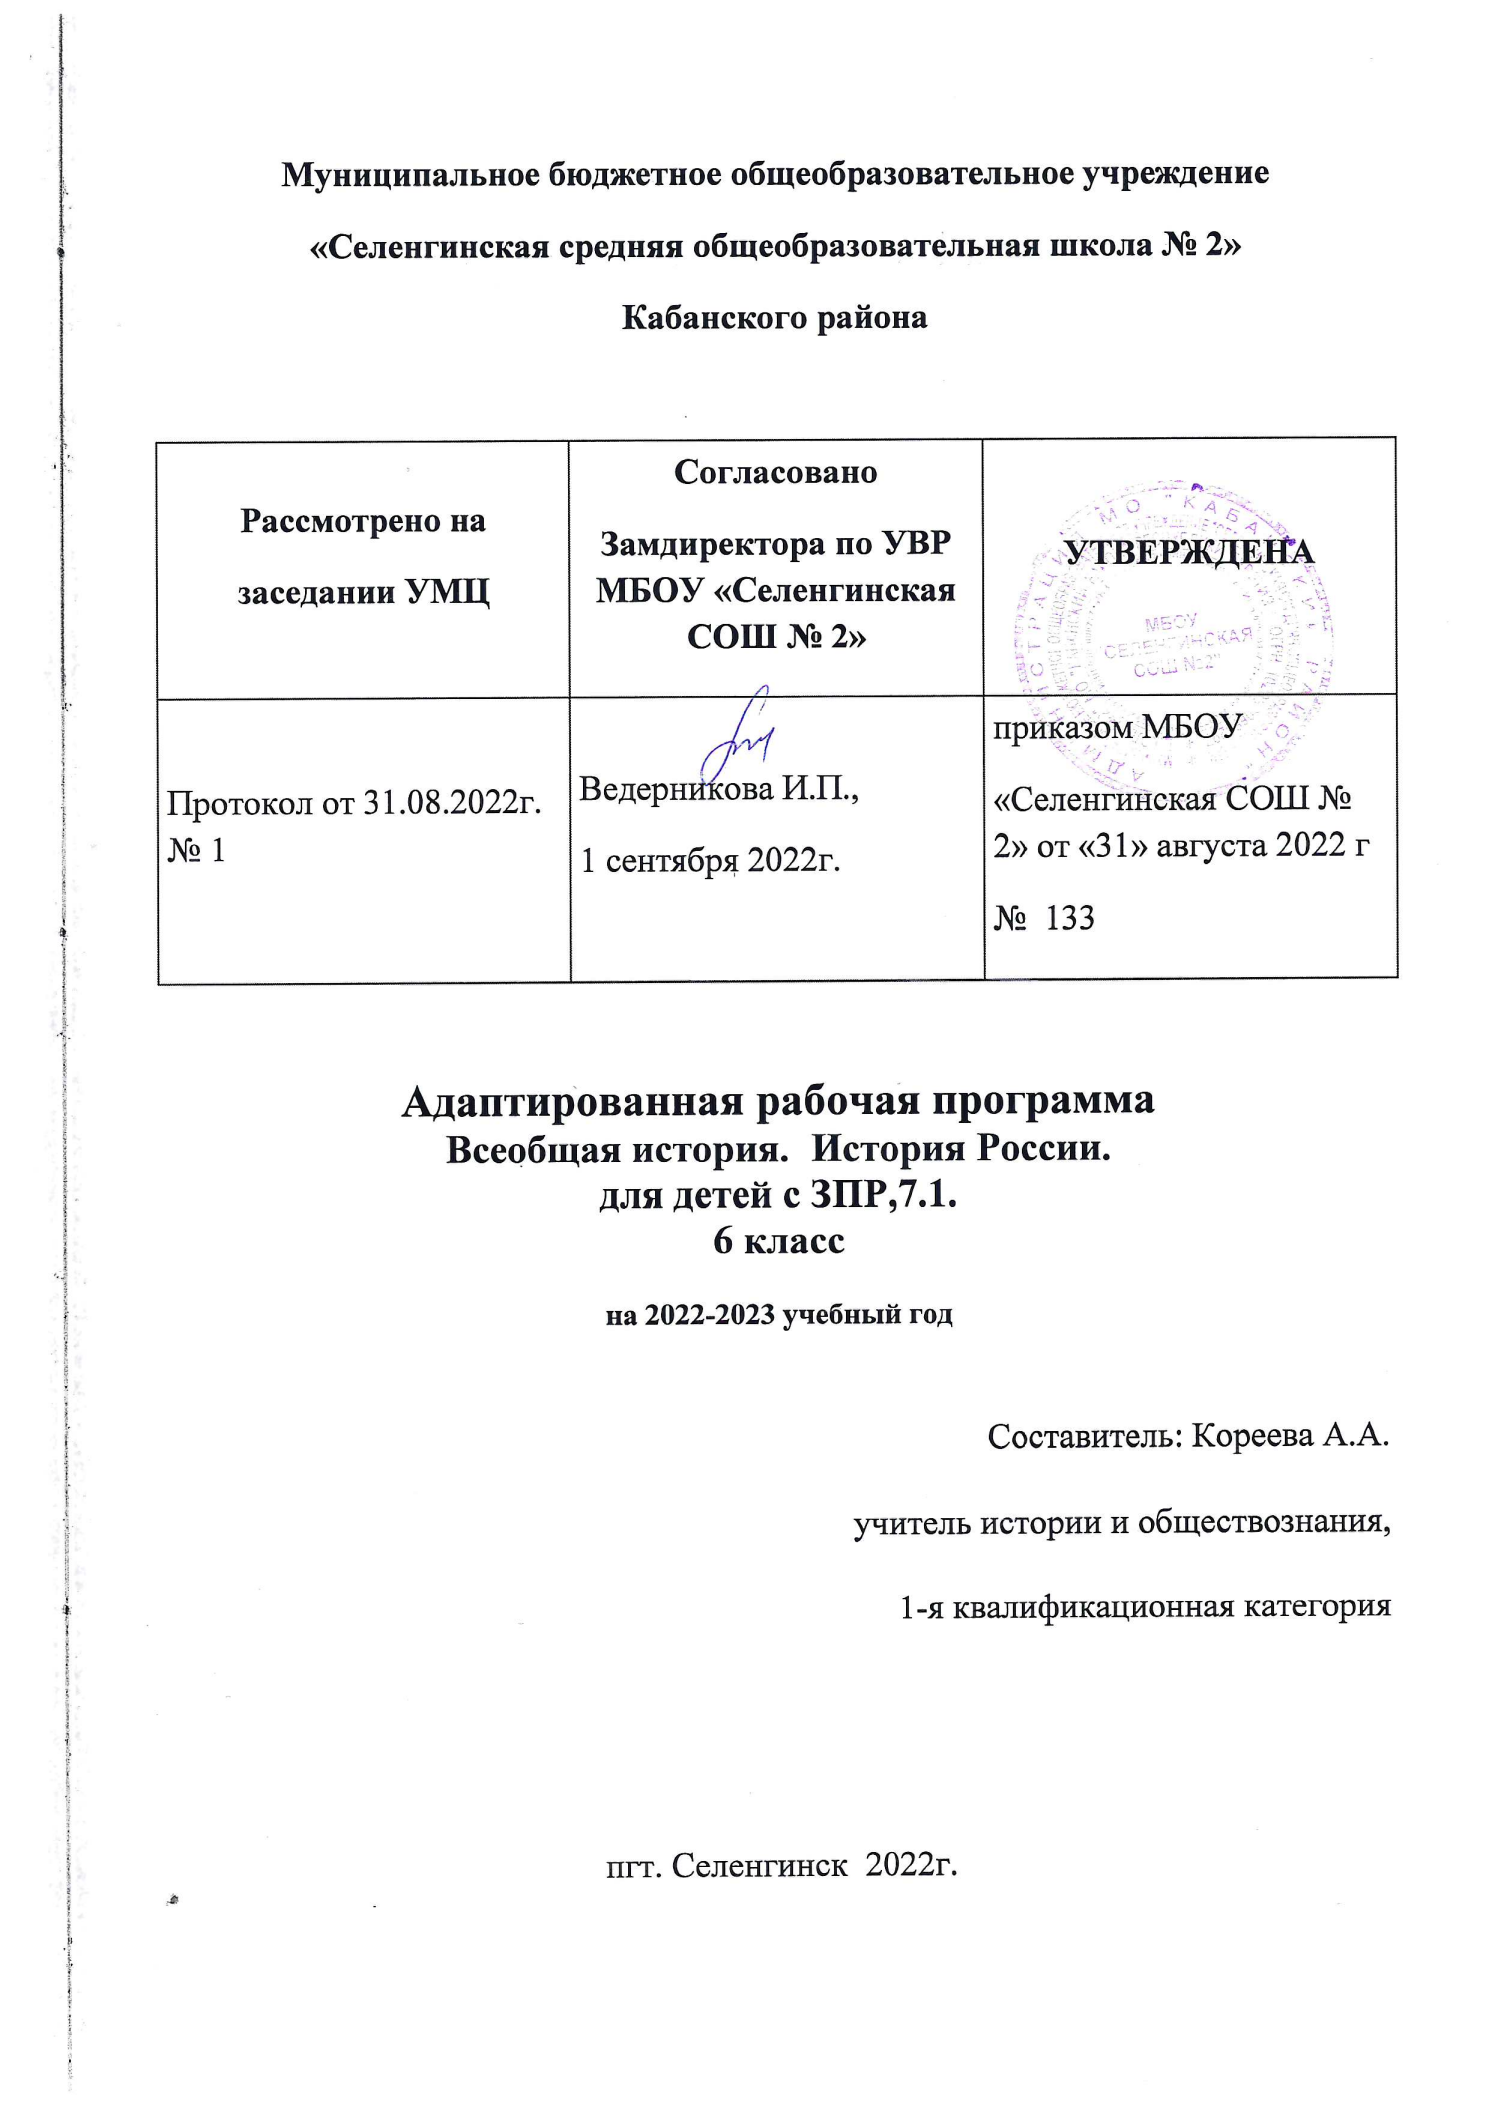 Муниципальное бюджетное общеобразовательное учреждение
«Селенгинская средняя общеобразовательная школа № 2»
Кабанского района
Рассмотрено на
заседании УМЦ
Согласовано
Замдиректора по УВР
МБОУ «Селенгинская
СОШ № 2»
УТВЕРЖДЕНА
МБОУ
"СЕЛЕНГИНСКАЯ
СОШ №2"
Протокол от 31.08.2022г.
№ 1
Ведерникова И.П.,
1 сентября 2022г.
приказом МБОУ
«Селенгинская СОШ №
2» от «31» августа 2022 г
№ 133
Адаптированная рабочая программа
Всеобщая история. История России.
для детей с ЗПР,7.1.
6 класс
на 2022-2023 учебный год
Составитель: Кореева А.А.
учитель истории и обществознания,
1-я квалификационная категория
пгт. Селенгинск 2022г.